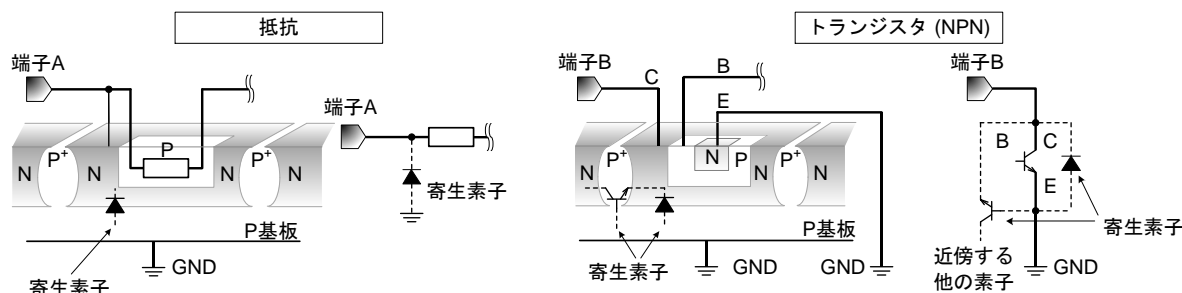 抵抗
端子A
N
P+
N
P
N
P+
N
P基板
寄生素子
GND
端子A
寄生素子
トランジスタ (NPN)
端子B
C
B
E
N
P+
N
N
P
N
P+
N
P基板
寄生素子
GND
GND
端子B
B
C
E
寄生素子
近傍する
他の素子
GND